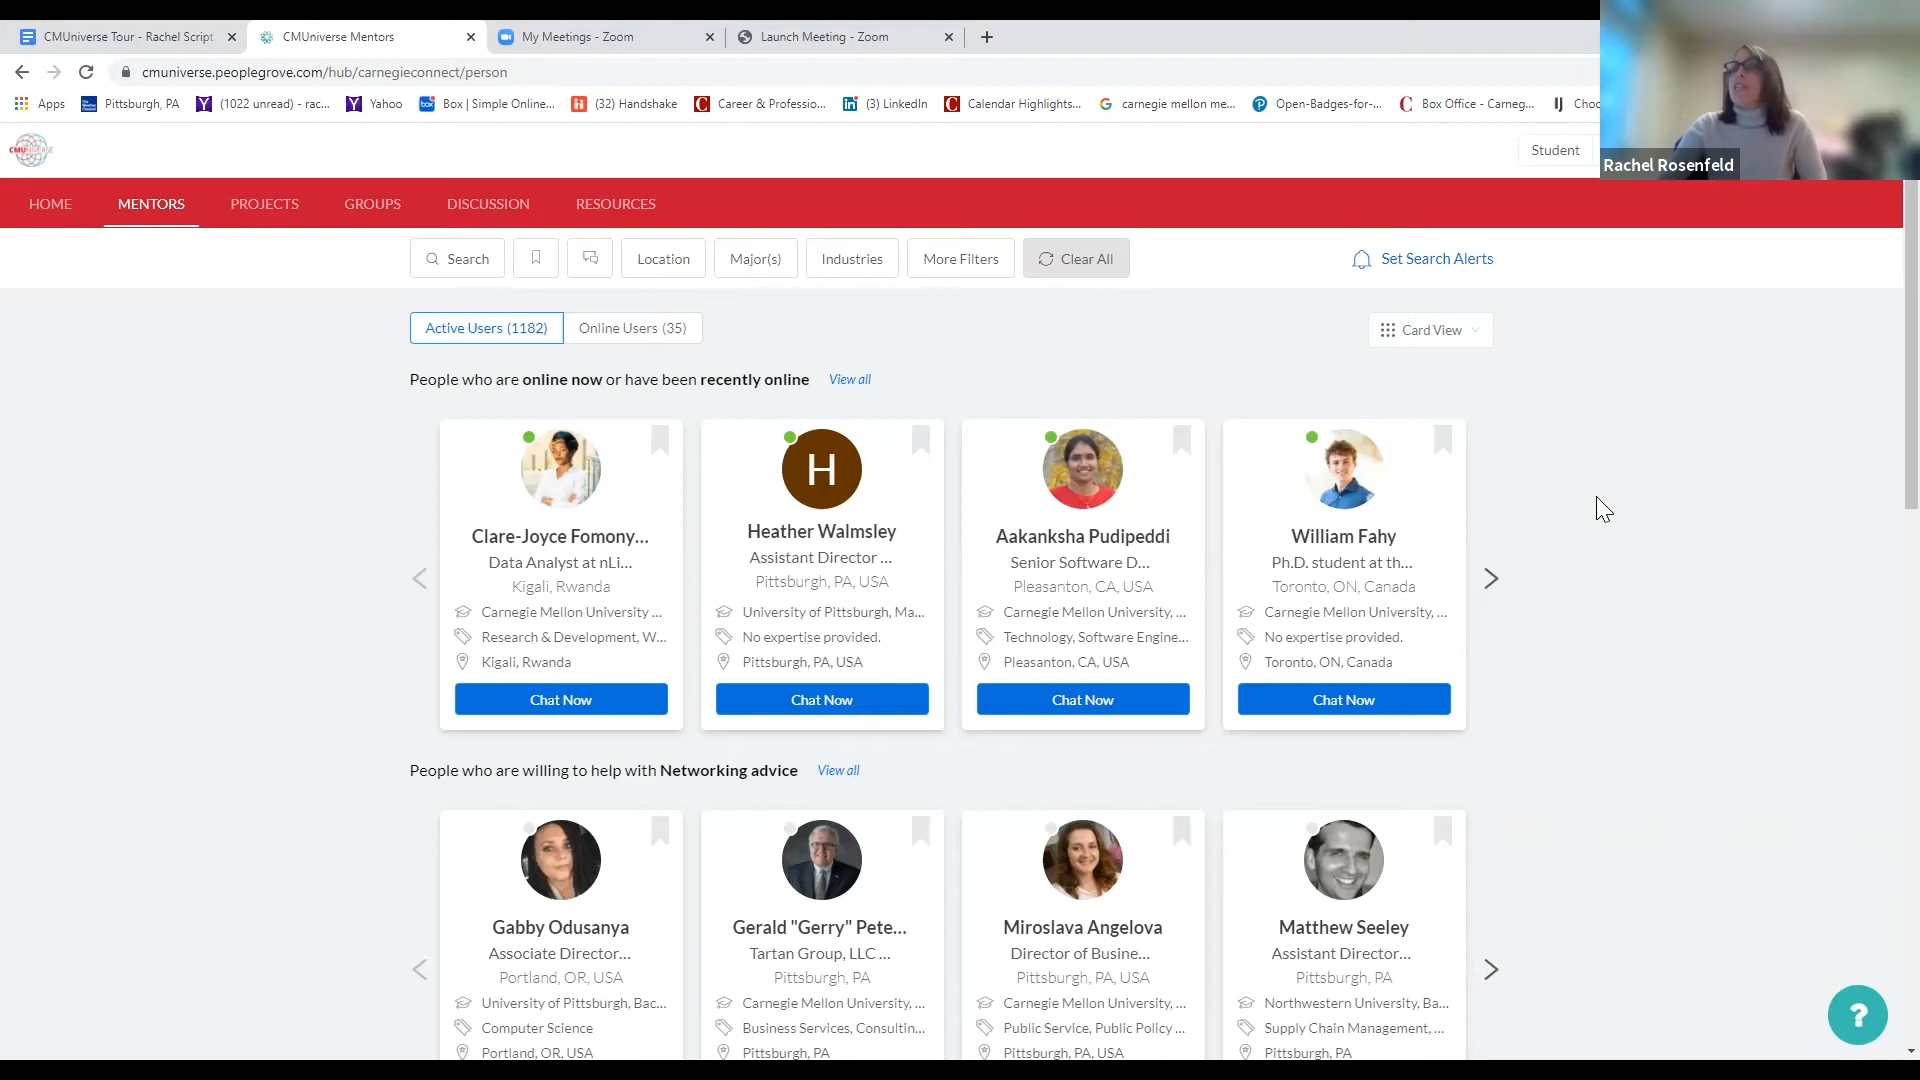 CMUniverse Tour - Rachel Script
CMUniverse Mentors
My Meetings - Zoom
Launch Meeting - Zoom
cmuniverse.peoplegrove.com/hub/carnegieconnect/person
Apps
Pittsburgh, PA
(1022 unread) - rac...
Yahoo
Box | Simple Online...
(32) Handshake
Career & Professio...
(3) LinkedIn
Calendar Highlights...
carnegie mellon me...
Open-Badges-for-...
Box Office - Carneg...
Choo
CMUNIVERSE
Student
Rachel Rosenfeld
HOME
MENTORS
PROJECTS
GROUPS
DISCUSSION
RESOURCES
Search
Location
Major(s)
Industries
More Filters
Clear All
Set Search Alerts
Active Users (1182)
Online Users (35)
Card View
People who are online now or have been recently online View all
Clare-Joyce Fomony...
Data Analyst at nLi...
Kigali, Rwanda
Carnegie Mellon University ...
Research & Development, W...
Kigali, Rwanda
Chat Now
H
Heather Walmsley
Assistant Director ...
Pittsburgh, PA, USA
University of Pittsburgh, Ma...
No expertise provided.
Pittsburgh, PA, USA
Chat Now
Aakanksha Pudipeddi
Senior Software D...
Pleasanton, CA, USA
Carnegie Mellon University, ...
Technology, Software Engine...
Pleasanton, CA, USA
Chat Now
William Fahy
Ph.D. student at th...
Toronto, ON, Canada
Carnegie Mellon University, ...
No expertise provided.
Toronto, ON, Canada
Chat Now
People who are willing to help with Networking advice View all
Gabby Odusanya
Associate Director...
Portland, OR, USA
University of Pittsburgh, Bac...
Computer Science
Portland, OR, USA
Gerald "Gerry" Pete...
Tartan Group, LLC ...
Pittsburgh, PA
Carnegie Mellon University, ...
Business Services, Consultin...
Pittsburgh, PA
Miroslava Angelova
Director of Busine...
Pittsburgh, PA, USA
Carnegie Mellon University, ...
Public Service, Public Policy ...
Pittsburgh, PA, USA
Matthew Seeley
Assistant Director...
Pittsburgh, PA
Northwestern University, Ba...
Supply Chain Management, ...
Pittsburgh, PA
?